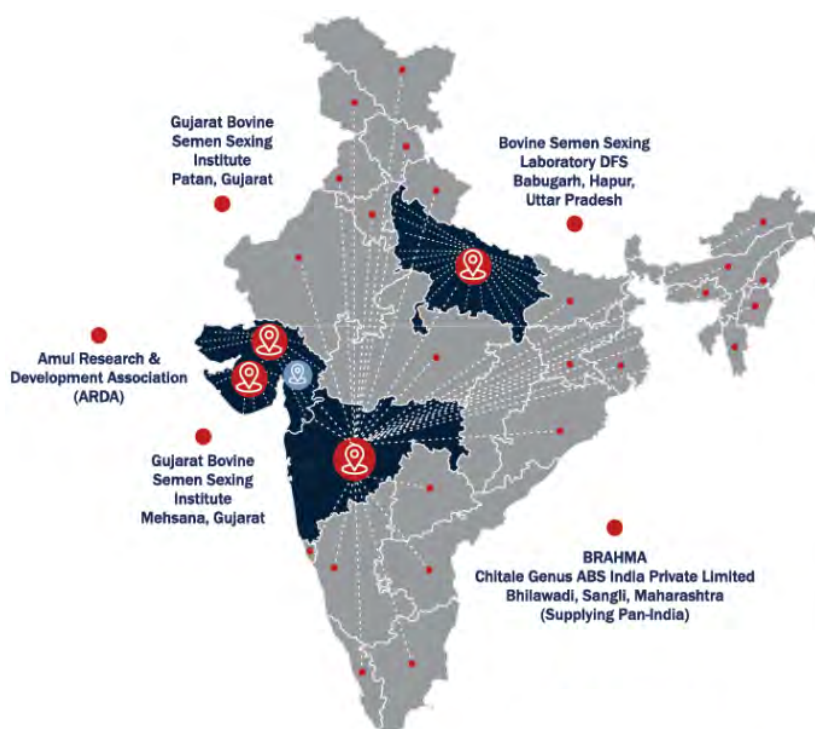 Gujarat Bovine
Semen Sexing
Institute
Patan, Gujarat
Bovine Semen Sexing
Laboratory DFS
Babugarh, Hapur,
Uttar Pradesh
Amul Research &
Development Association
(ARDA)
Gujarat Bovine
Semen Sexing
Institute
Mehsana, Gujarat
BRAHMA
Chitale Genus ABS India Private Limited
Bhilawadi, Sangli, Maharashtra
(Supplying Pan-India)